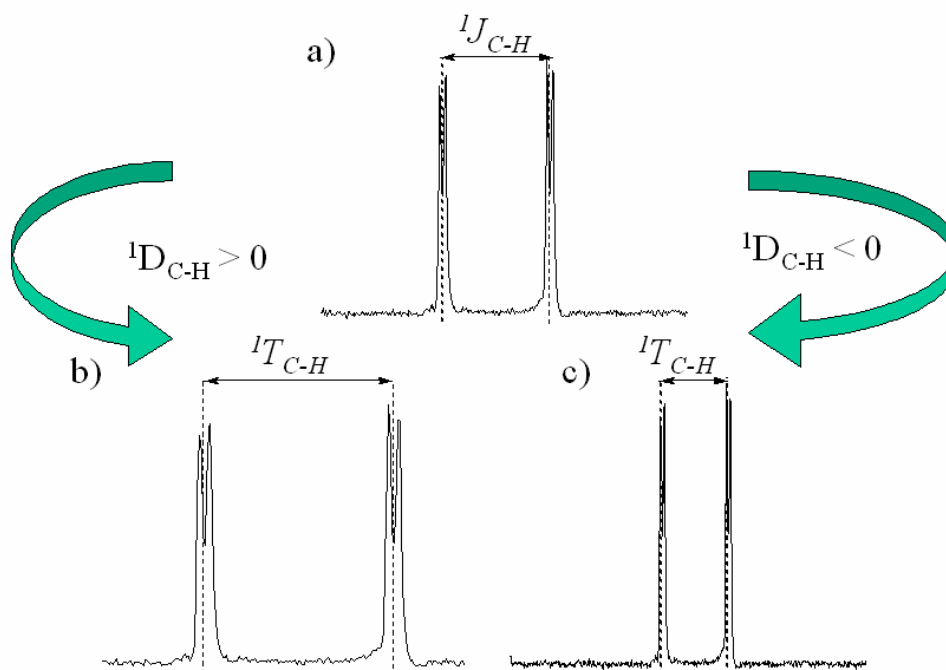 a)
¹J_C-H
¹D_C-H > 0
¹D_C-H < 0
b)
¹T_C-H
c)
¹T_C-H